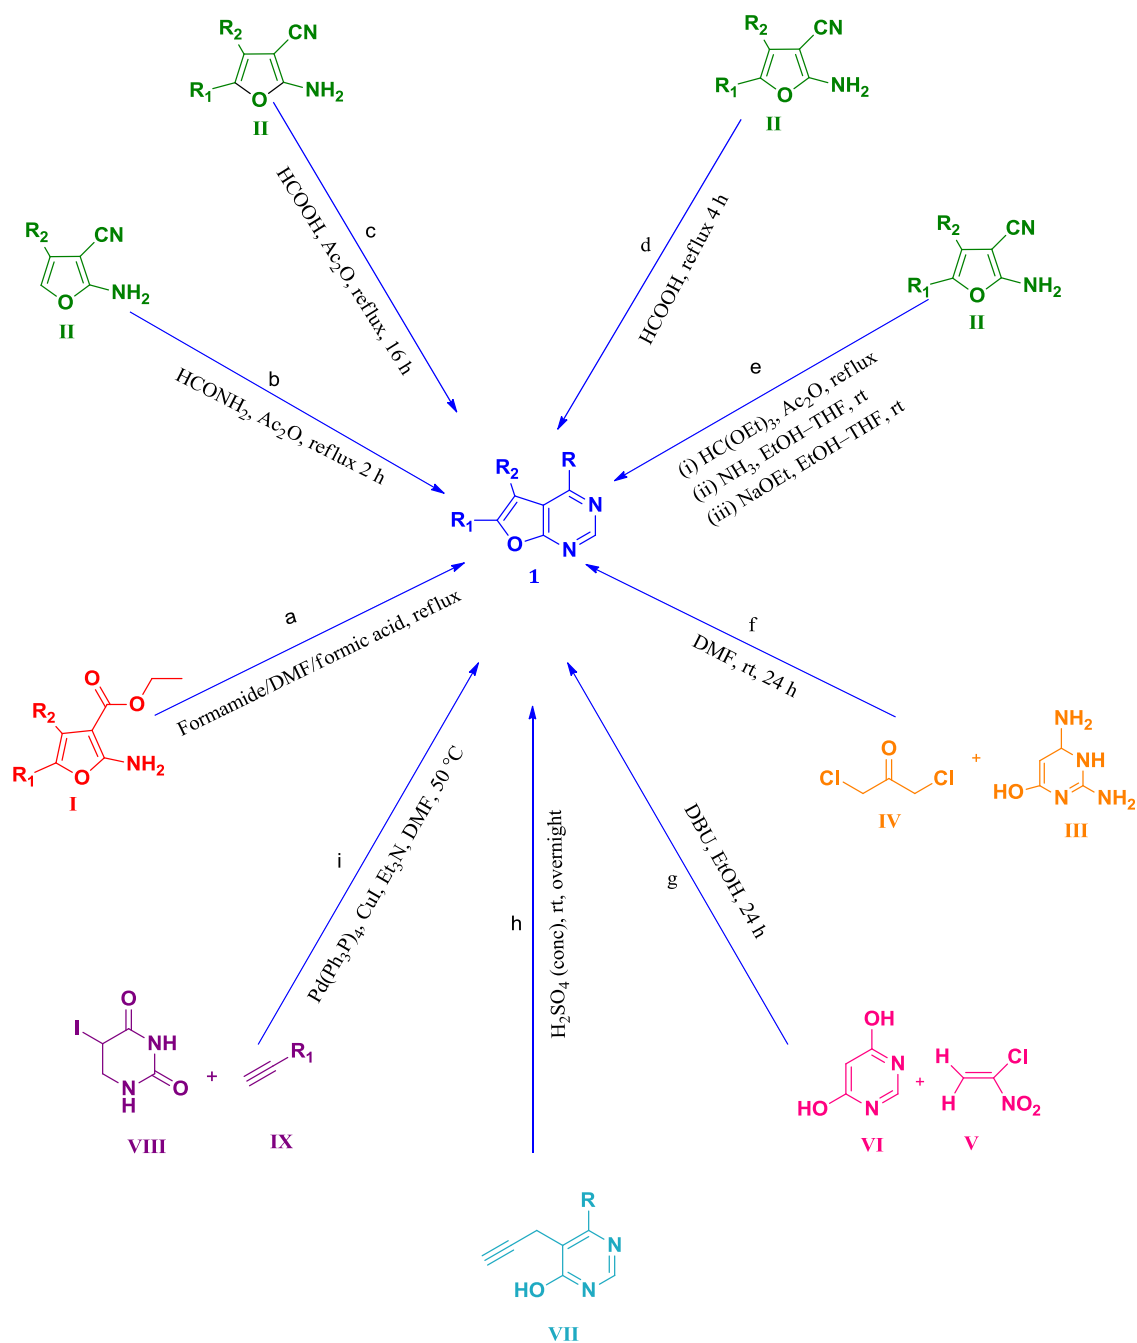 R2
CN
R1
O
NH2
II
R2
CN
R1
O
NH2
II
HCOOH, Ac2O, reflux, 16 h
c
d
HCOOH, reflux 4 h
R2
CN
O
NH2
II
R2
CN
R1
O
NH2
II
b
HCONH2, Ac2O, reflux 2 h
e
(i) HC(OEt)3, Ac2O, reflux
(ii) NH3, EtOH–THF, rt
(iii) NaOEt, EtOH–THF, rt
R2
R
N
R1
O
N
1
a
Formamide/DMF/formic acid, reflux
f
DMF, rt, 24 h
O
O
R2
R1
O
NH2
I
NH2
O
Cl
Cl
+
NH
HO
N
NH2
IV
III
i
Pd(Ph3P)4, CuI, Et3N, DMF, 50 °C
h
H2SO4 (conc), rt, overnight
g
DBU, EtOH, 24 h
O
I
NH
N
H
O
+
R1
VIII
IX
OH
N
HO
N
+
H
H
Cl
NO2
VI
V
R
N
HO
N
VII